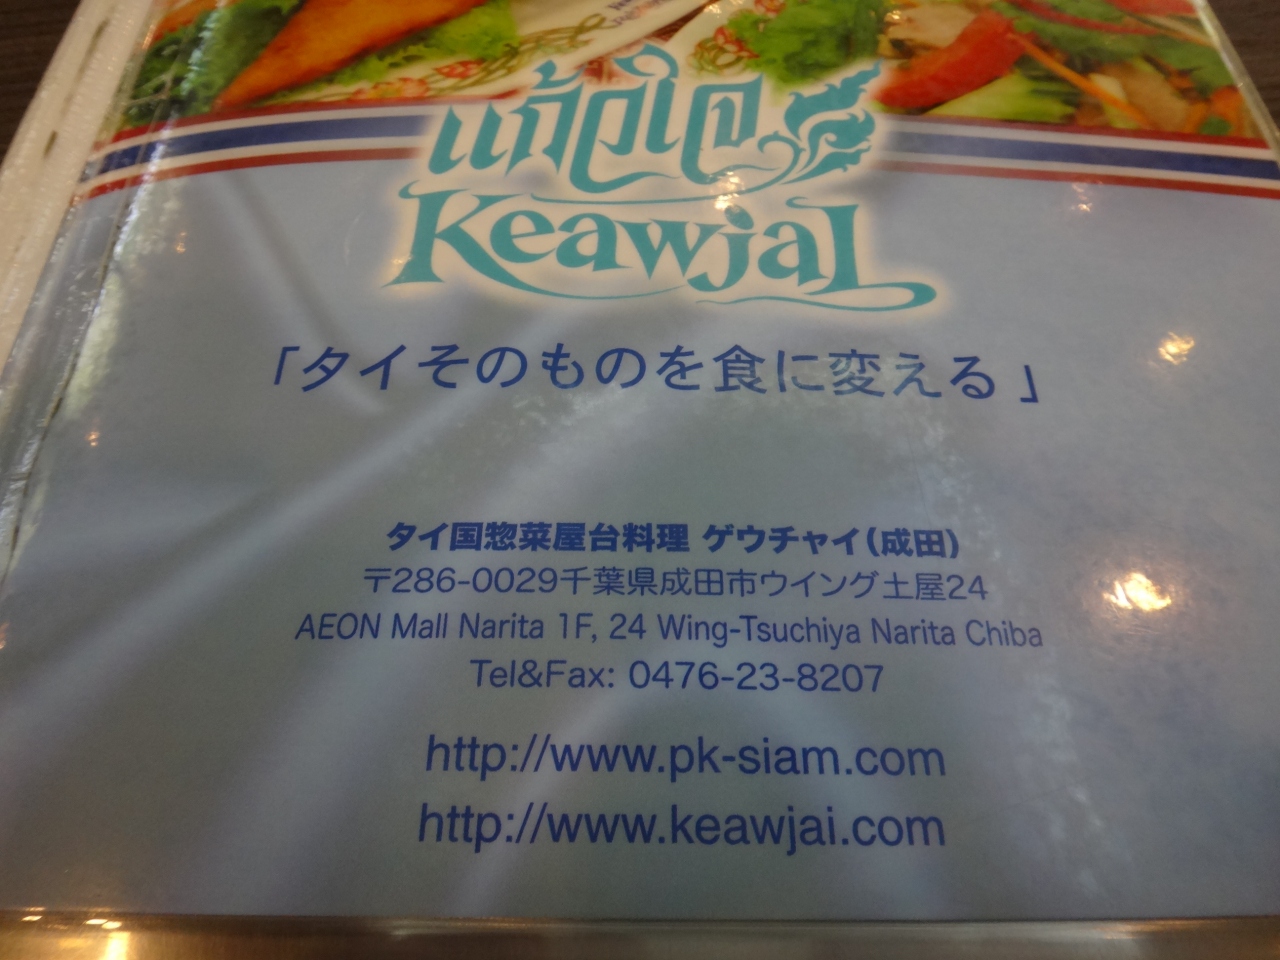 แก้วใจ
KeawjaI
「タイそのものを食に変える」
タイ国惣菜屋台料理 ゲウチャイ(成田)
〒286-0029千葉県成田市ウイング土屋24
AEON Mall Narita 1F, 24 Wing-Tsuchiya Narita Chiba
Tel&Fax: 0476-23-8207
http://www.pk-siam.com
http://www.keawjai.com